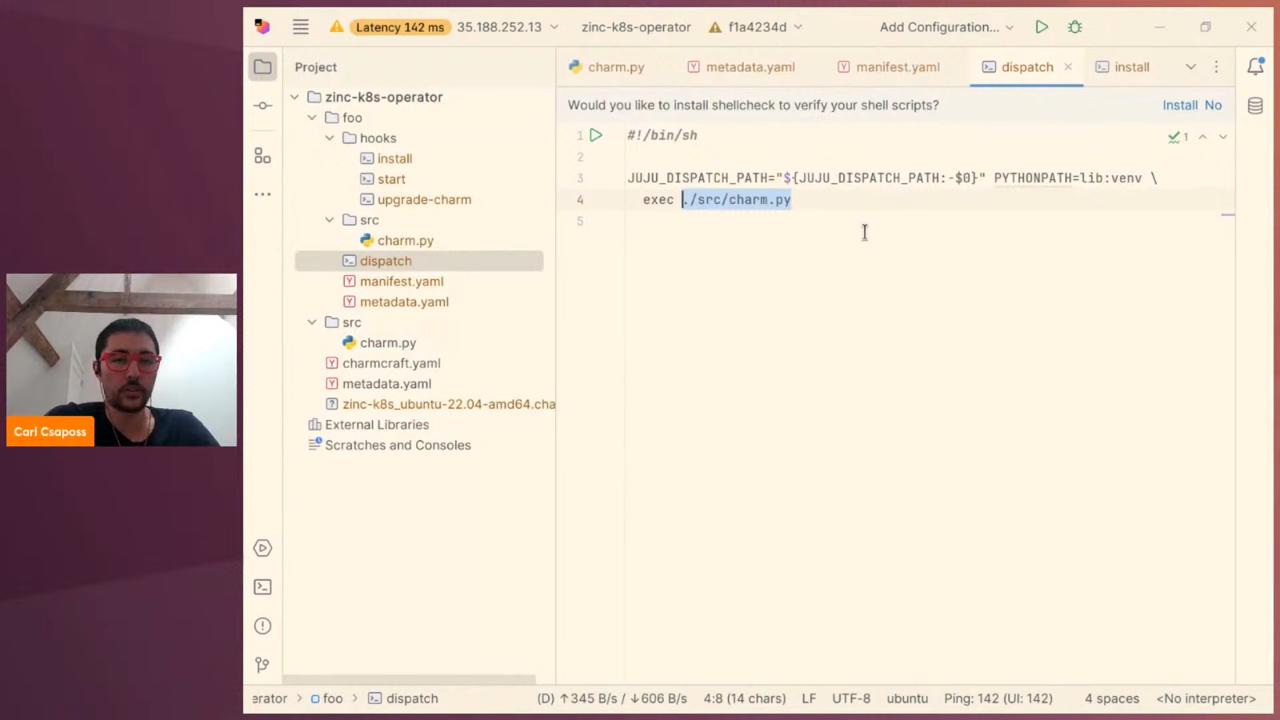 Latency 142 ms
35.188.252.13
zinc-k8s-operator
f1a4234d
Add Configuration...
Project
charm.py
metadata.yaml
manifest.yaml
dispatch
install
Would you like to install shellcheck to verify your shell scripts?
Install No
zinc-k8s-operator
foo
hooks
install
start
upgrade-charm
src
charm.py
dispatch
manifest.yaml
metadata.yaml
src
charm.py
charmcraft.yaml
metadata.yaml
zinc-k8s_ubuntu-22.04-amd64.cha
External Libraries
Scratches and Consoles
1 #!/bin/sh
2
3 JUJU_DISPATCH_PATH="${JUJU_DISPATCH_PATH:-$0}" PYTHONPATH=lib:venv \
4 exec ./src/charm.py
5
1
Carl Csaposs
erator > foo > dispatch
(D) ↑345 B/s / ↓606 B/s
4:8 (14 chars)
LF
UTF-8
ubuntu
Ping: 142 (UI: 142)
4 spaces
<No interpreter>